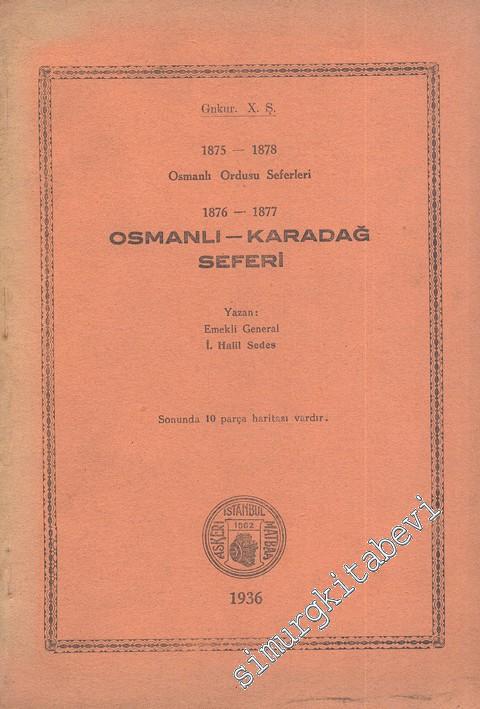 Gnkur. X. Ş.
1875 — 1878
Osmanlı Ordusu Seferleri
1876 — 1877
OSMANLI — KARADAĞ
SEFERİ
Yazan:
Emekli General
İ. Halil Sedes
Sonunda 10 parça haritası vardır.
ASKERİ İSTANBUL MATBAASI
1862
1936
simurgkitabevi